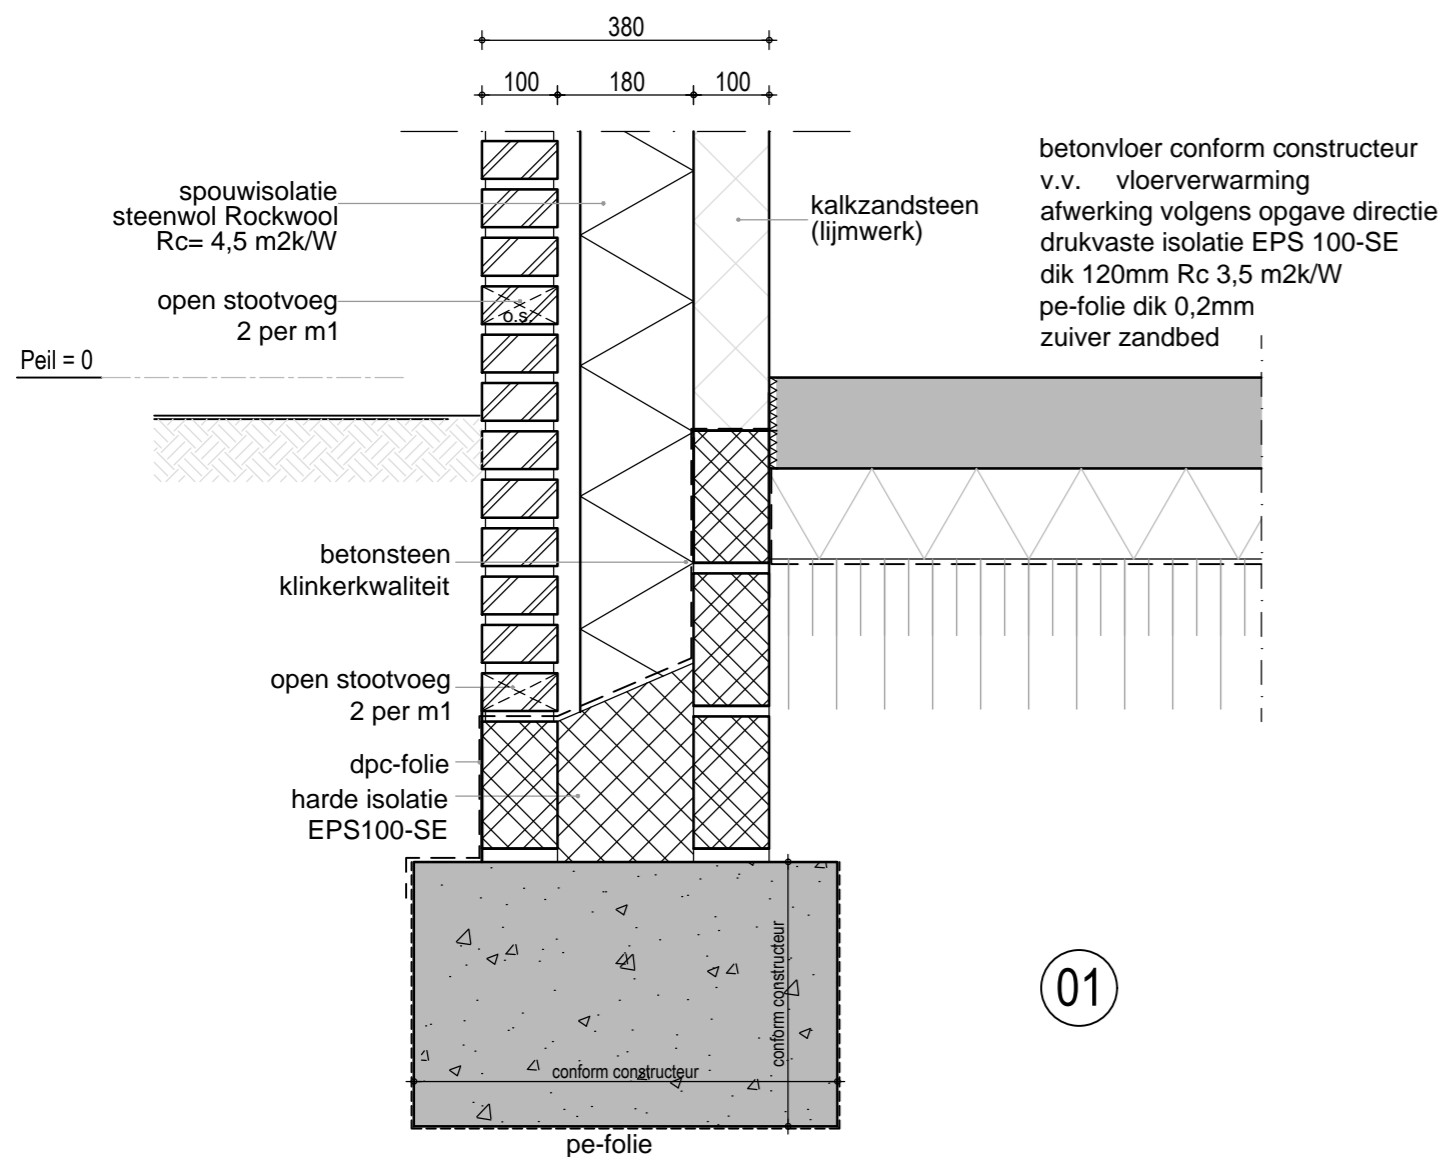 380
100 180 100
spouwisolatie
steenwol Rockwool
Rc= 4,5 m2k/W
open stootvoeg
2 per m1
o.s.
Peil = 0
kalkzandsteen
(lijmwerk)
betonvloer conform constructeur
v.v. vloerverwarming
afwerking volgens opgave directie
drukvaste isolatie EPS 100-SE
dik 120mm Rc 3,5 m2k/W
pe-folie dik 0,2mm
zuiver zandbed
betonsteen
klinkerkwaliteit
open stootvoeg
2 per m1
dpc-folie
harde isolatie
EPS100-SE
conform constructeur
conform constructeur
pe-folie
01